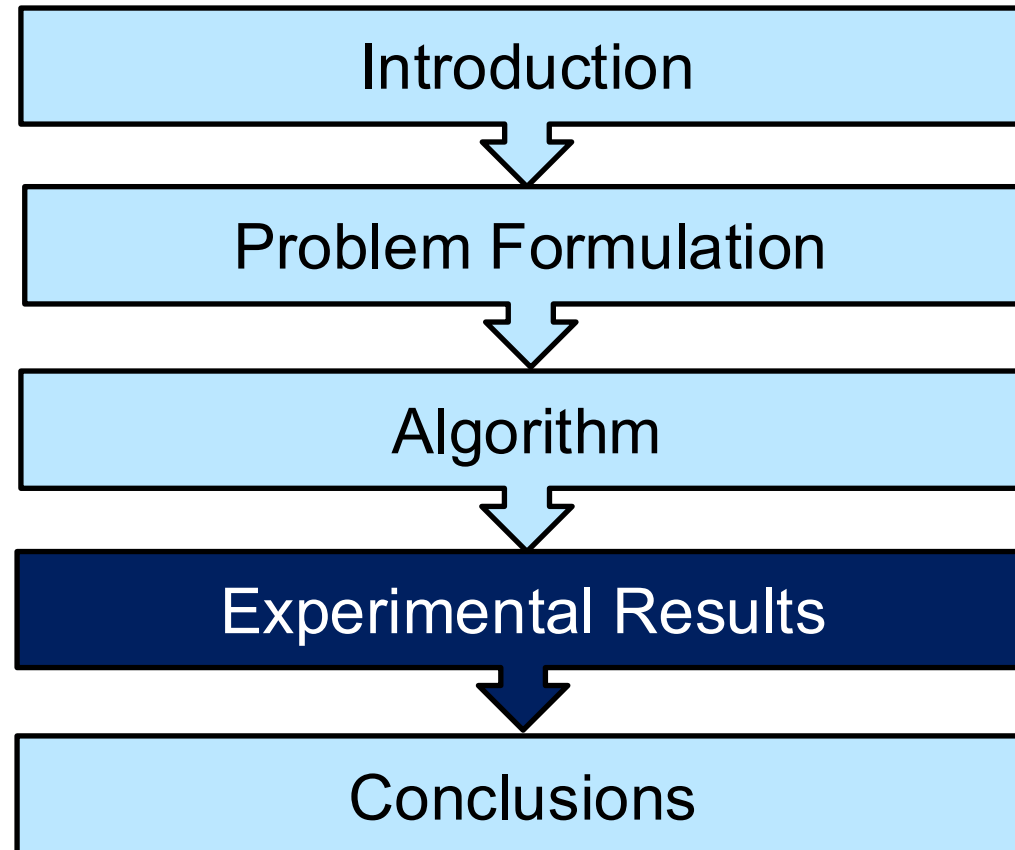 Introduction
Problem Formulation
Algorithm
Experimental Results
Conclusions